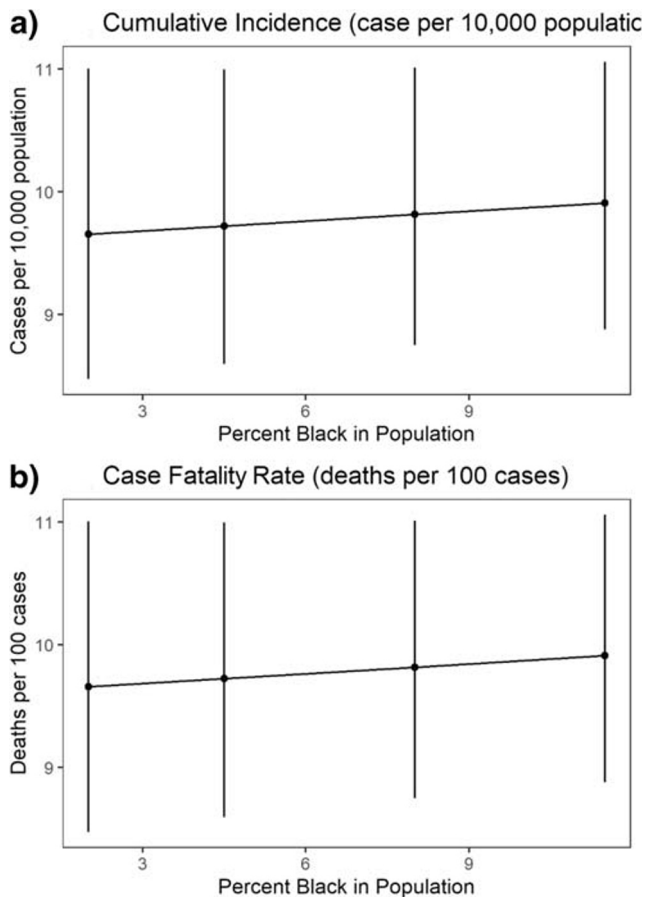 a)
Cumulative Incidence (case per 10,000 populatic
11
10
9
Cases per 10,000 population
3
6
9
Percent Black in Population
b)
Case Fatality Rate (deaths per 100 cases)
11
10
9
Deaths per 100 cases
3
6
9
Percent Black in Population